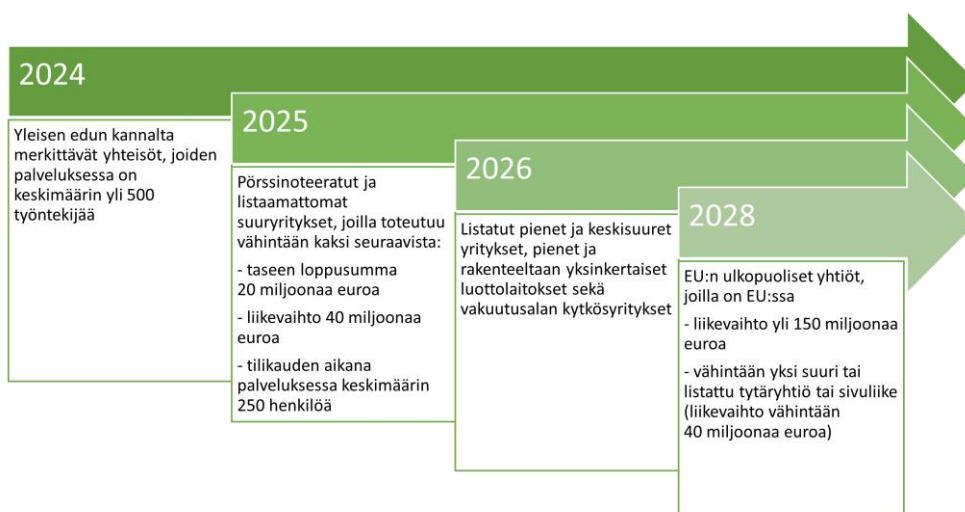 2024
Yleisen edun kannalta
merkittävät yhteisöt, joiden
palveluksessa on
keskimäärin yli 500
työntekijää
2025
Pörssinoteeratut ja
listaamattomat
suuryritykset, joilla toteutuu
vähintään kaksi seuraavista:
- taseen loppusumma
20 miljoonaa euroa
- liikevaihto 40 miljoonaa
euroa
- tilikauden aikana
palveluksessa keskimäärin
250 henkilöä
2026
Listatut pienet ja keskisuuret
yritykset, pienet ja
rakenteeltaan yksinkertaiset
luottolaitokset sekä
vakuutusalan kytkösyritykset
2028
EU:n ulkopuoliset yhtiöt,
joilla on EU:ssa
- liikevaihto yli 150 miljoonaa
euroa
- vähintään yksi suuri tai
listattu tytäryhtiö tai sivuliike
(liikevaihto vähintään
40 miljoonaa euroa)